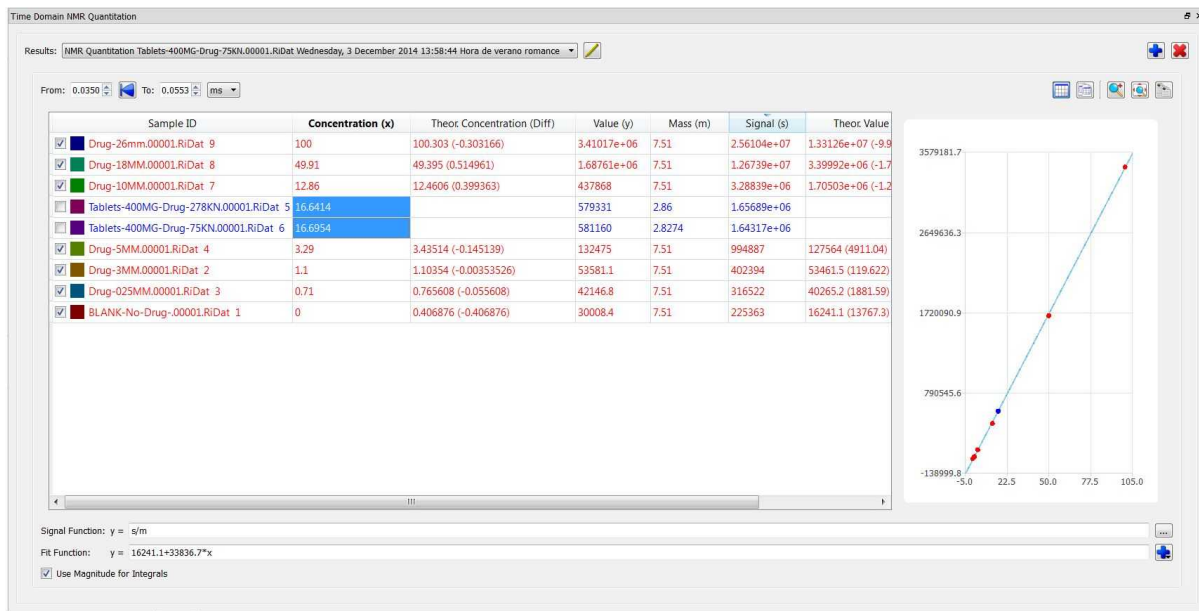 Time Domain NMR Quantitation
Results: NMR Quantitation Tablets-400MG-Drug-75KN.00001.RiDat Wednesday, 3 December 2014 13:58:44 Hora de verano romance
From: 0.0350 To: 0.0553 ms
Sample ID Concentration (x) Theor. Concentration (Diff) Value (y) Mass (m) Signal (s) Theor. Value
Drug-26mm.00001.RiDat 9 100 100.303 (-0.303166) 3.41017e+06 7.51 2.56104e+07 1.33126e+07 (-9.9
Drug-18MM.00001.RiDat 8 49.91 49.395 (0.514961) 1.68761e+06 7.51 1.26739e+07 3.39992e+06 (-1.7
Drug-10MM.00001.RiDat 7 12.86 12.4606 (0.399363) 437868 7.51 3.28839e+06 1.70503e+06 (-1.2
Tablets-400MG-Drug-278KN.00001.RiDat 5 16.6414 579331 2.86 1.65689e+06
Tablets-400MG-Drug-75KN.00001.RiDat 6 16.6954 581160 2.8274 1.64317e+06
Drug-5MM.00001.RiDat 4 3.29 3.43514 (-0.145139) 132475 7.51 994887 127564 (4911.04)
Drug-3MM.00001.RiDat 2 1.1 1.10354 (-0.00353526) 53581.1 7.51 402394 53461.5 (119.622)
Drug-025MM.00001.RiDat 3 0.71 0.765608 (-0.055608) 42146.8 7.51 316522 40265.2 (1881.59)
BLANK-No-Drug-.00001.RiDat 1 0 0.406876 (-0.406876) 30008.4 7.51 225363 16241.1 (13767.3)
3579181.7
2649636.3
1720090.9
790545.6
-138999.8
-5.0 22.5 50.0 77.5 105.0
Signal Function: y = s/m
...
Fit Function: y = 16241.1+33836.7*x
Use Magnitude for Integrals